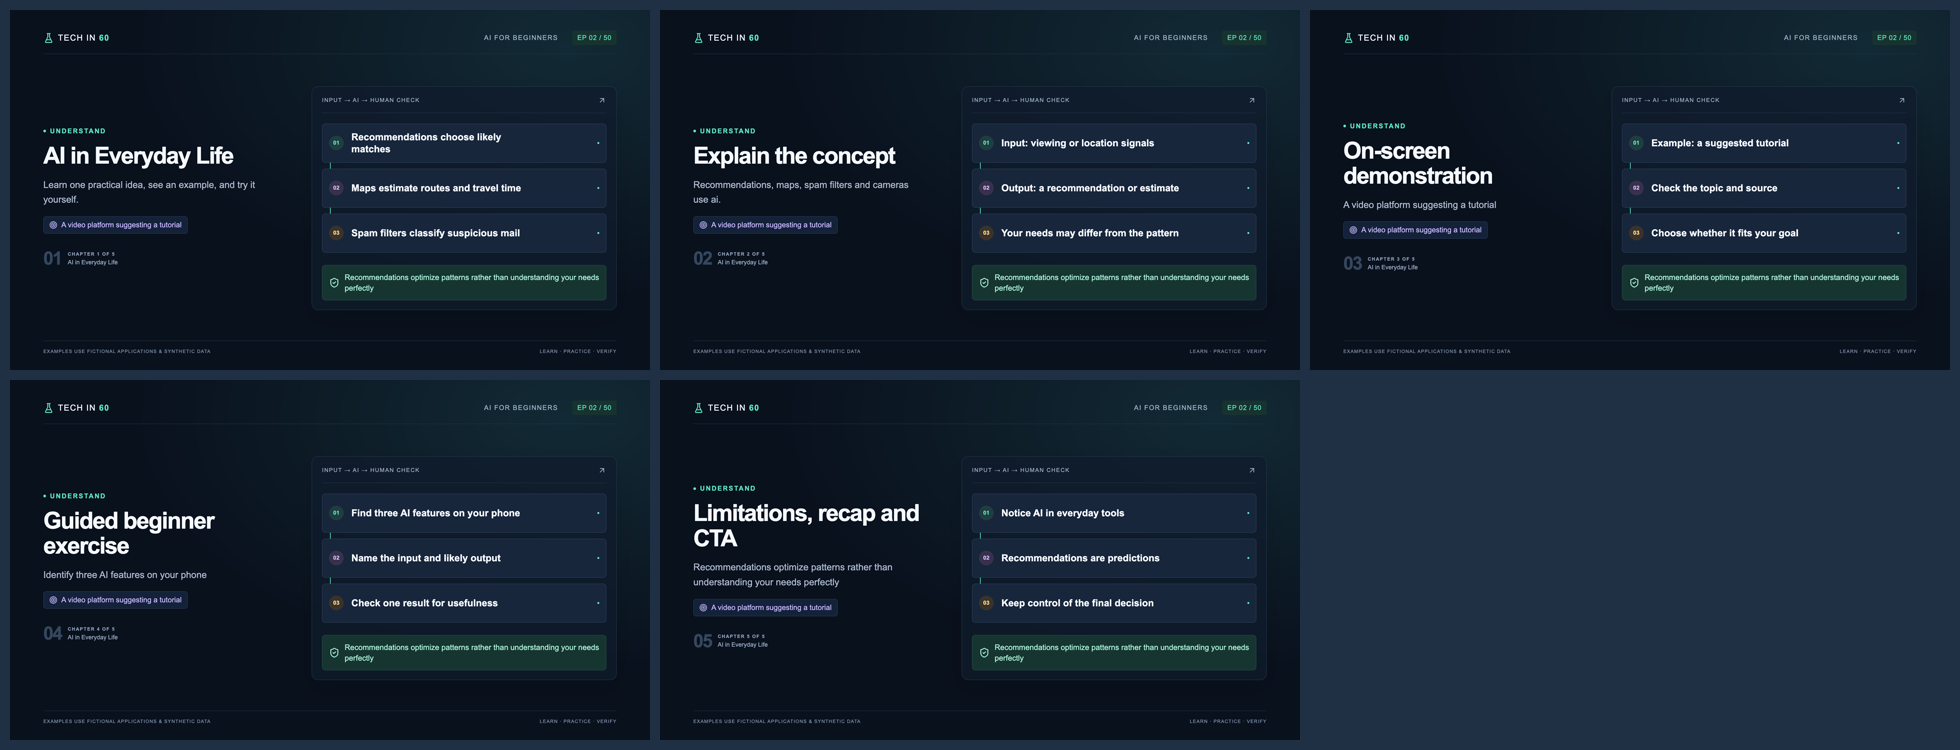 TECH IN 60
AI FOR BEGINNERS
EP 02 / 50
UNDERSTAND
AI in Everyday Life
Learn one practical idea, see an example, and try it
yourself.
A video platform suggesting a tutorial
01
CHAPTER 1 OF 5
AI in Everyday Life
INPUT → AI → HUMAN CHECK
01
Recommendations choose likely
matches
02
Maps estimate routes and travel time
03
Spam filters classify suspicious mail
Recommendations optimize patterns rather than understanding your needs
perfectly
EXAMPLES USE FICTIONAL APPLICATIONS & SYNTHETIC DATA
LEARN · PRACTICE · VERIFY
TECH IN 60
AI FOR BEGINNERS
EP 02 / 50
UNDERSTAND
Explain the concept
Recommendations, maps, spam filters and cameras
use ai.
A video platform suggesting a tutorial
02
CHAPTER 2 OF 5
AI in Everyday Life
INPUT → AI → HUMAN CHECK
01
Input: viewing or location signals
02
Output: a recommendation or estimate
03
Your needs may differ from the pattern
Recommendations optimize patterns rather than understanding your needs
perfectly
EXAMPLES USE FICTIONAL APPLICATIONS & SYNTHETIC DATA
LEARN · PRACTICE · VERIFY
TECH IN 60
AI FOR BEGINNERS
EP 02 / 50
UNDERSTAND
On-screen
demonstration
A video platform suggesting a tutorial
A video platform suggesting a tutorial
03
CHAPTER 3 OF 5
AI in Everyday Life
INPUT → AI → HUMAN CHECK
01
Example: a suggested tutorial
02
Check the topic and source
03
Choose whether it fits your goal
Recommendations optimize patterns rather than understanding your needs
perfectly
EXAMPLES USE FICTIONAL APPLICATIONS & SYNTHETIC DATA
LEARN · PRACTICE · VERIFY
TECH IN 60
AI FOR BEGINNERS
EP 02 / 50
UNDERSTAND
Guided beginner
exercise
Identify three AI features on your phone
A video platform suggesting a tutorial
04
CHAPTER 4 OF 5
AI in Everyday Life
INPUT → AI → HUMAN CHECK
01
Find three AI features on your phone
02
Name the input and likely output
03
Check one result for usefulness
Recommendations optimize patterns rather than understanding your needs
perfectly
EXAMPLES USE FICTIONAL APPLICATIONS & SYNTHETIC DATA
LEARN · PRACTICE · VERIFY
TECH IN 60
AI FOR BEGINNERS
EP 02 / 50
UNDERSTAND
Limitations, recap and
CTA
Recommendations optimize patterns rather than
understanding your needs perfectly
A video platform suggesting a tutorial
05
CHAPTER 5 OF 5
AI in Everyday Life
INPUT → AI → HUMAN CHECK
01
Notice AI in everyday tools
02
Recommendations are predictions
03
Keep control of the final decision
Recommendations optimize patterns rather than understanding your needs
perfectly
EXAMPLES USE FICTIONAL APPLICATIONS & SYNTHETIC DATA
LEARN · PRACTICE · VERIFY